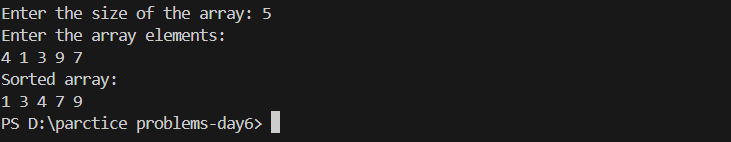 Enter the size of the array: 5
Enter the array elements:
4 1 3 9 7
Sorted array:
1 3 4 7 9
PS D:\parctice problems-day6>